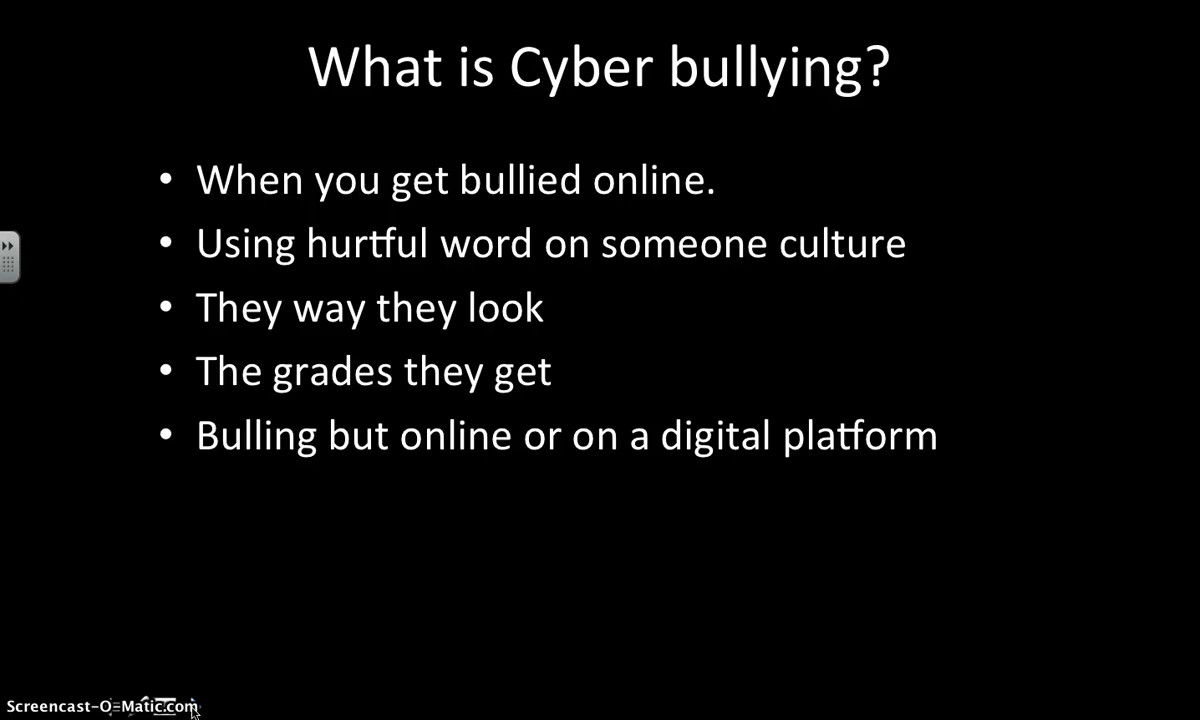 What is Cyber bullying?
• When you get bullied online.
• Using hurtful word on someone culture
• They way they look
• The grades they get
• Bulling but online or on a digital platform
Screencast-O-Matic.com